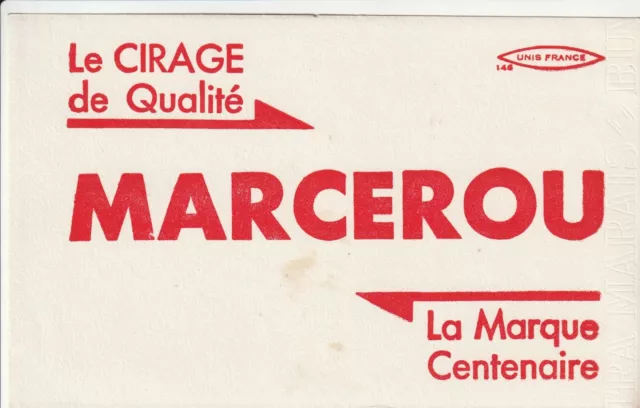 Le CIRAGE
de Qualité
UNIS FRANCE
146
MARCEROU
La Marque
Centenaire